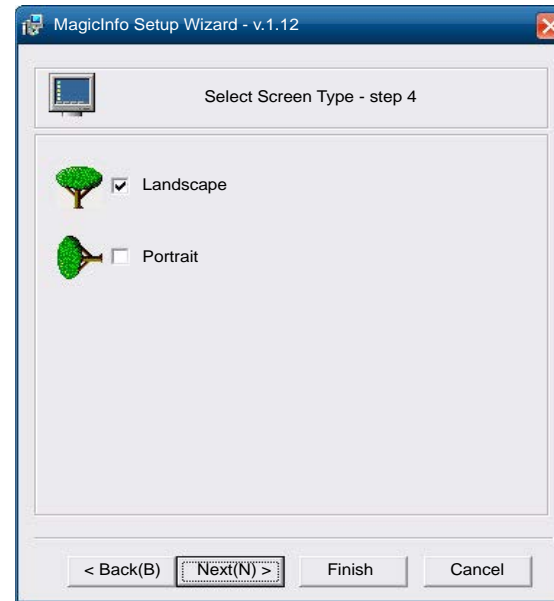 MagicInfo Setup Wizard - v.1.12
Select Screen Type - step 4
Landscape
Portrait
< Back(B) Next(N) > Finish Cancel